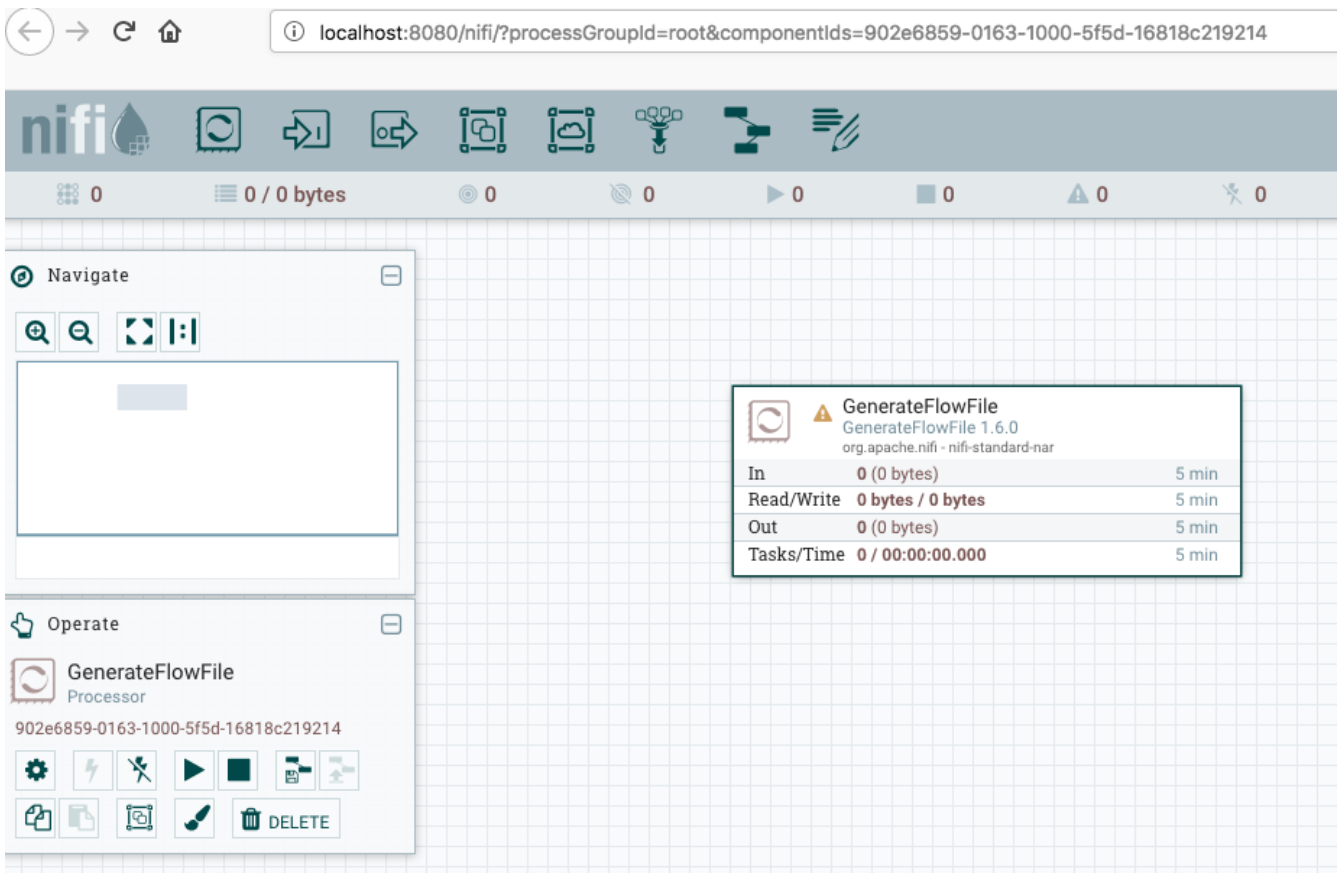 localhost:8080/nifi/?processGroupId=root&componentIds=902e6859-0163-1000-5f5d-16818c219214
nifi
0 0 / 0 bytes 0 0 0 0 0 0
Navigate
GenerateFlowFile
GenerateFlowFile 1.6.0
org.apache.nifi - nifi-standard-nar
In 0 (0 bytes) 5 min
Read/Write 0 bytes / 0 bytes 5 min
Out 0 (0 bytes) 5 min
Tasks/Time 0 / 00:00:00.000 5 min
Operate
GenerateFlowFile
Processor
902e6859-0163-1000-5f5d-16818c219214
DELETE